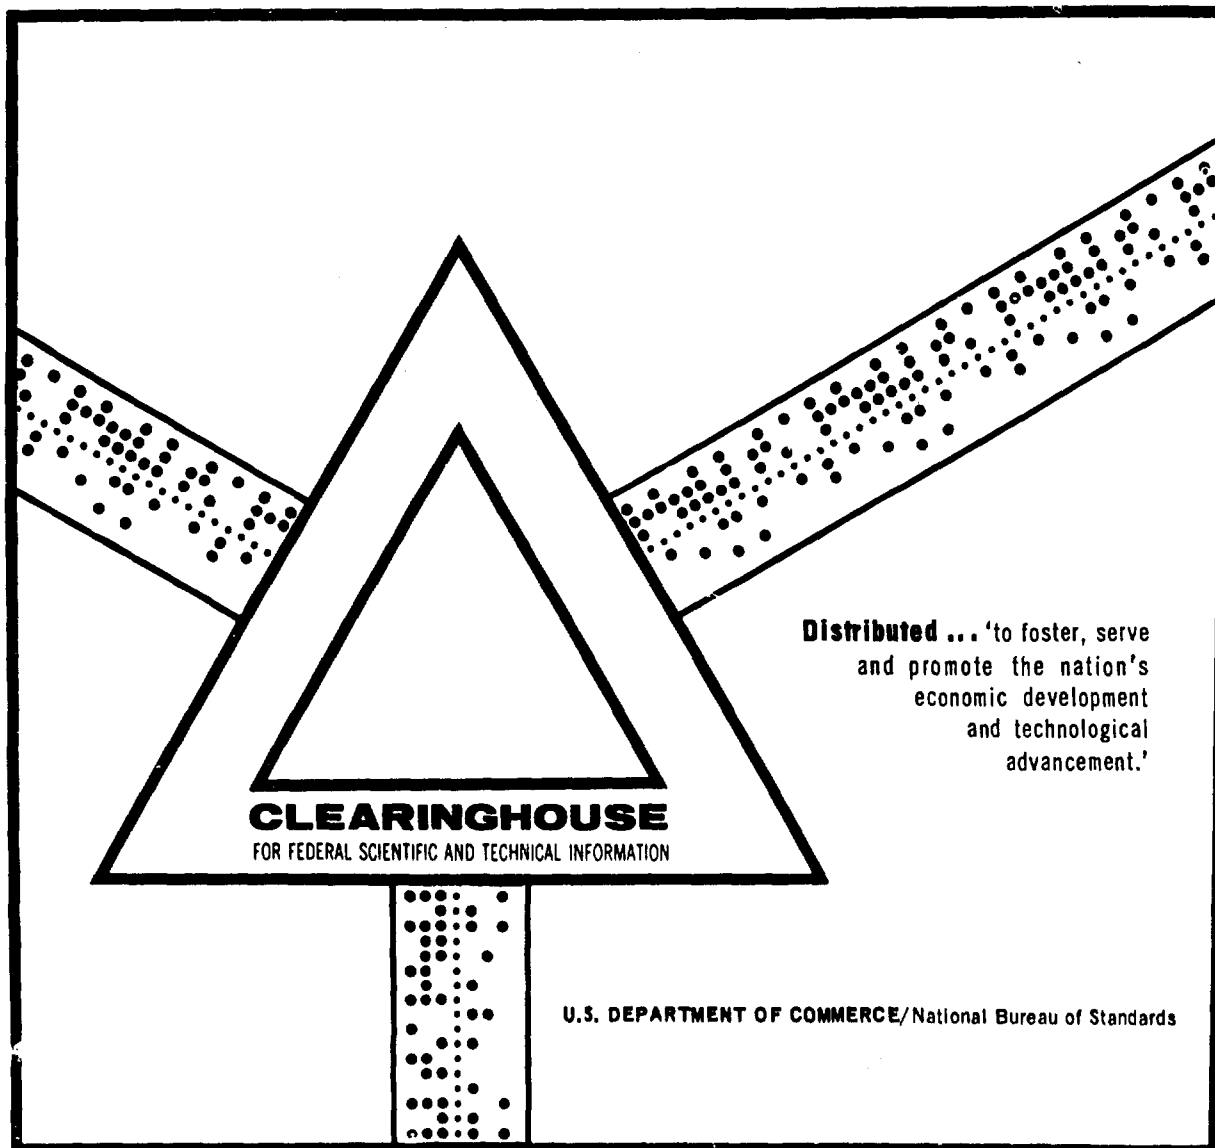 Distributed ... 'to foster, serve
and promote the nation's
economic development
and technological
advancement.'
CLEARINGHOUSE
FOR FEDERAL SCIENTIFIC AND TECHNICAL INFORMATION
U.S. DEPARTMENT OF COMMERCE/National Bureau of Standards